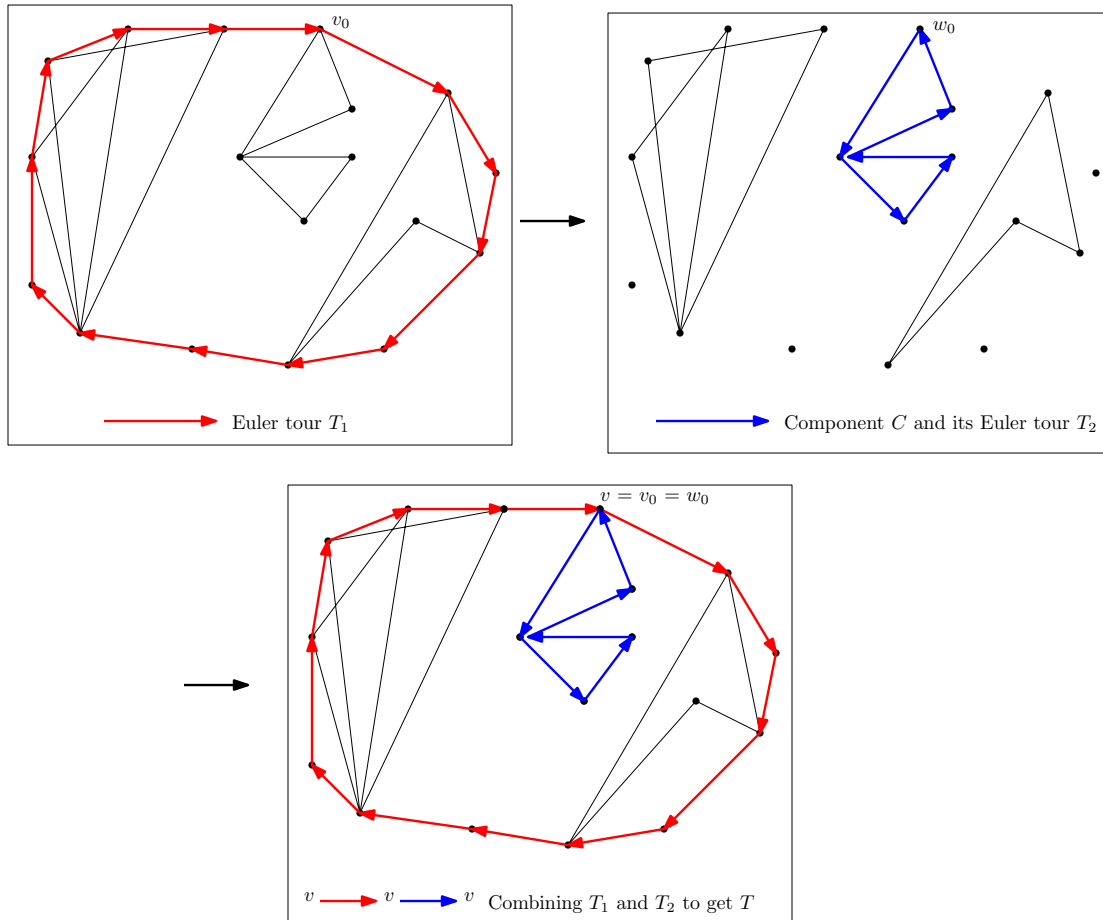 v₀
Euler tour T₁
w₀
Component C and its Euler tour T₂
v = v₀ = w₀
v v v Combining T₁ and T₂ to get T